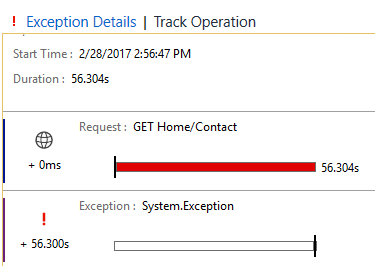 ! Exception Details | Track Operation
Start Time : 2/28/2017 2:56:47 PM
Duration : 56.304s
Request : GET Home/Contact
+ 0ms
56.304s
Exception : System.Exception
!
+ 56.300s